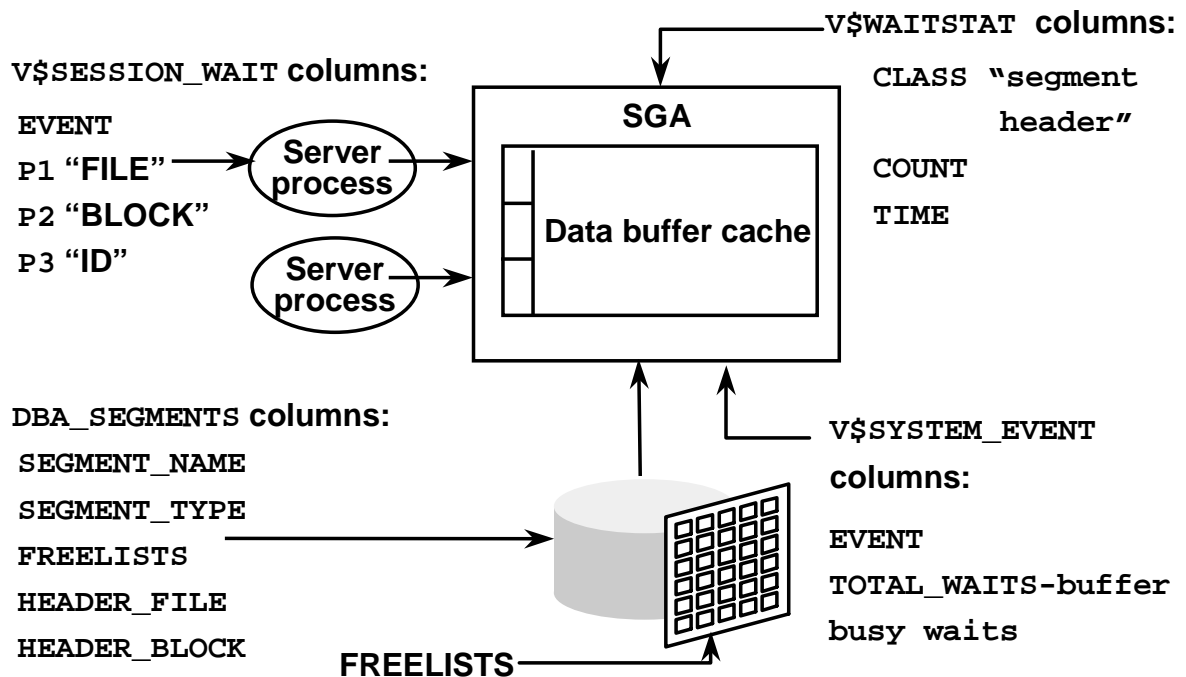 V$SESSION_WAIT columns:
EVENT
P1 “FILE”
P2 “BLOCK”
P3 “ID”
Server
process
Server
process
SGA
Data buffer cache
V$WAITSTAT columns:
CLASS “segment
header”
COUNT
TIME
DBA_SEGMENTS columns:
SEGMENT_NAME
SEGMENT_TYPE
FREELISTS
HEADER_FILE
HEADER_BLOCK
FREELISTS
V$SYSTEM_EVENT
columns:
EVENT
TOTAL_WAITS-buffer
busy waits